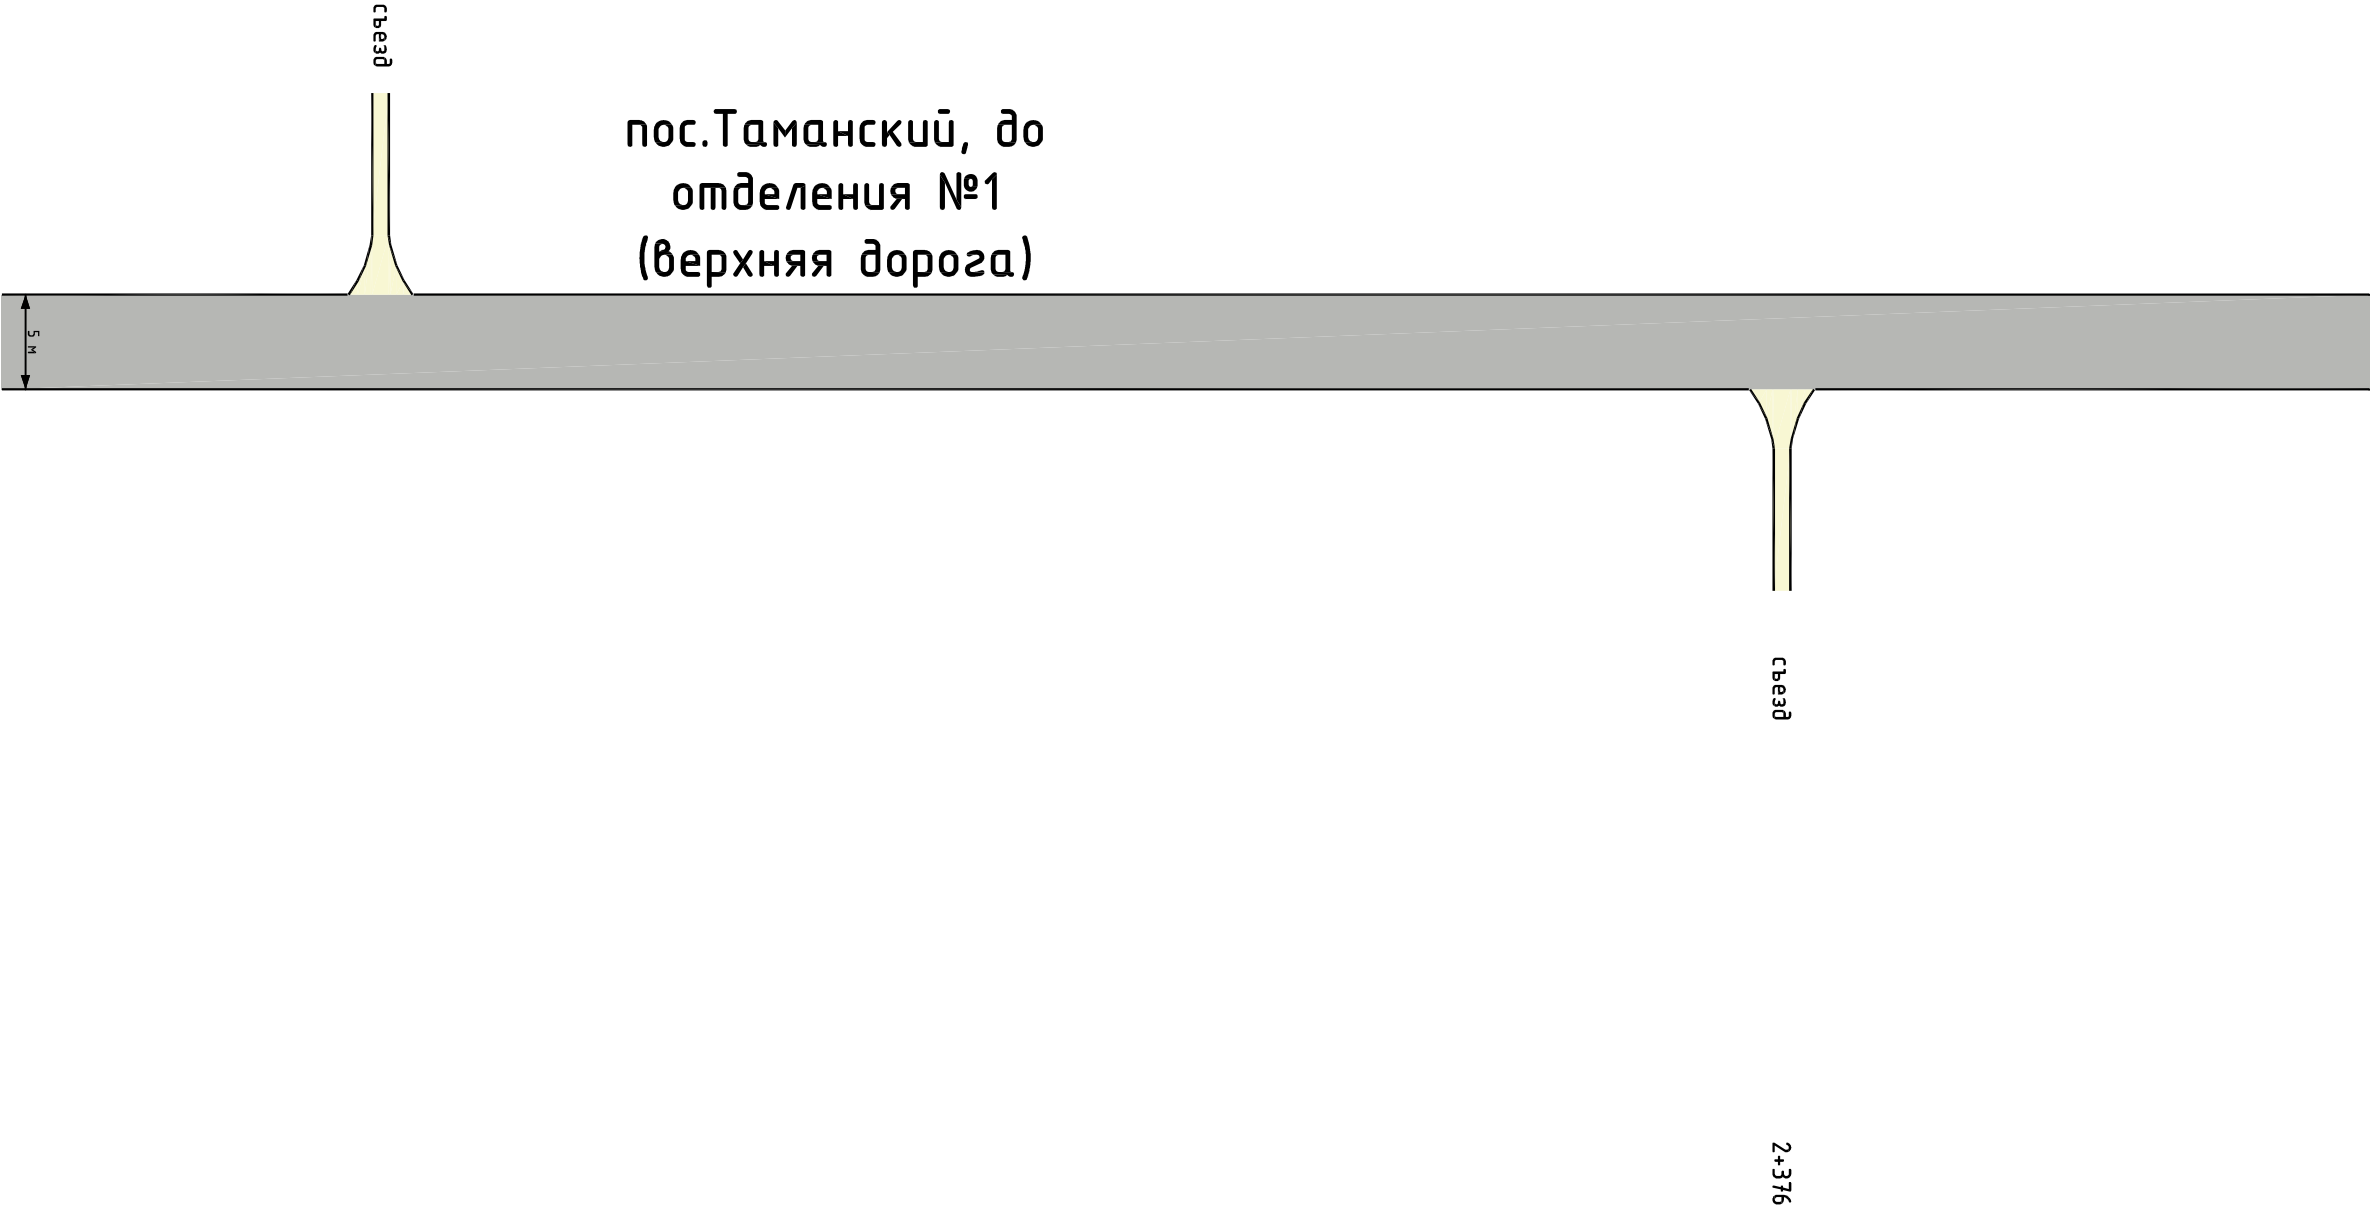 съезд
пос.Таманский, до
отделения №1
(верхняя дорога)
5 м
съезд
2+376